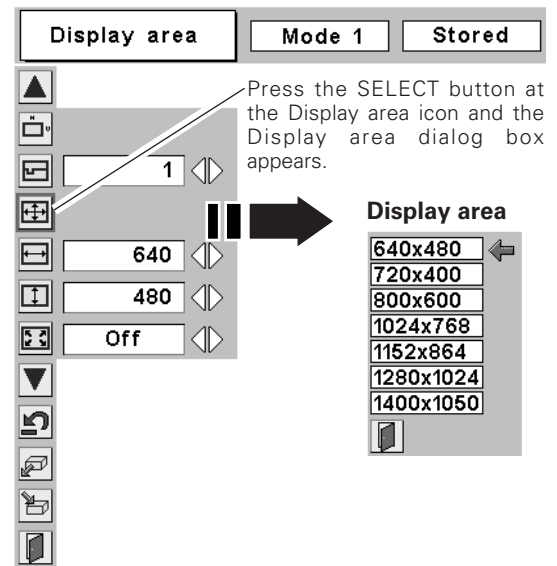 Display area
Mode 1
Stored
Press the SELECT button at
the Display area icon and the
Display area dialog box
appears.
H
V
1
640
480
Off
Display area
640x480
720x400
800x600
1024x768
1152x864
1280x1024
1400x1050